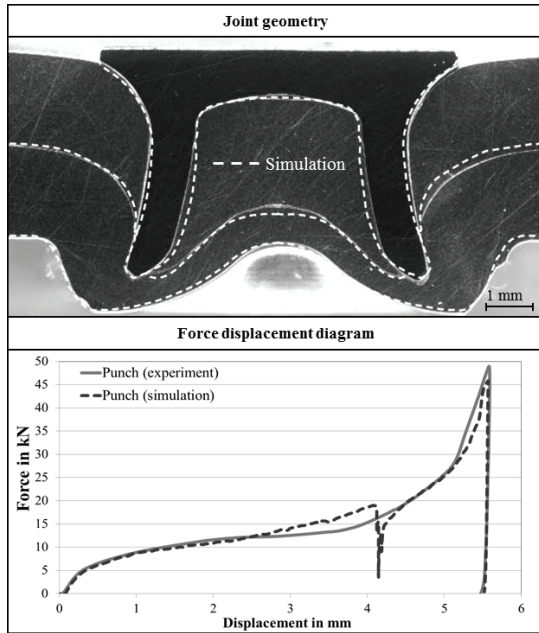 Joint geometry
Simulation
1 mm
Force displacement diagram
50
45
40
35
30
25
20
15
10
5
0
Force in kN
Punch (experiment)
Punch (simulation)
0 1 2 3 4 5 6
Displacement in mm